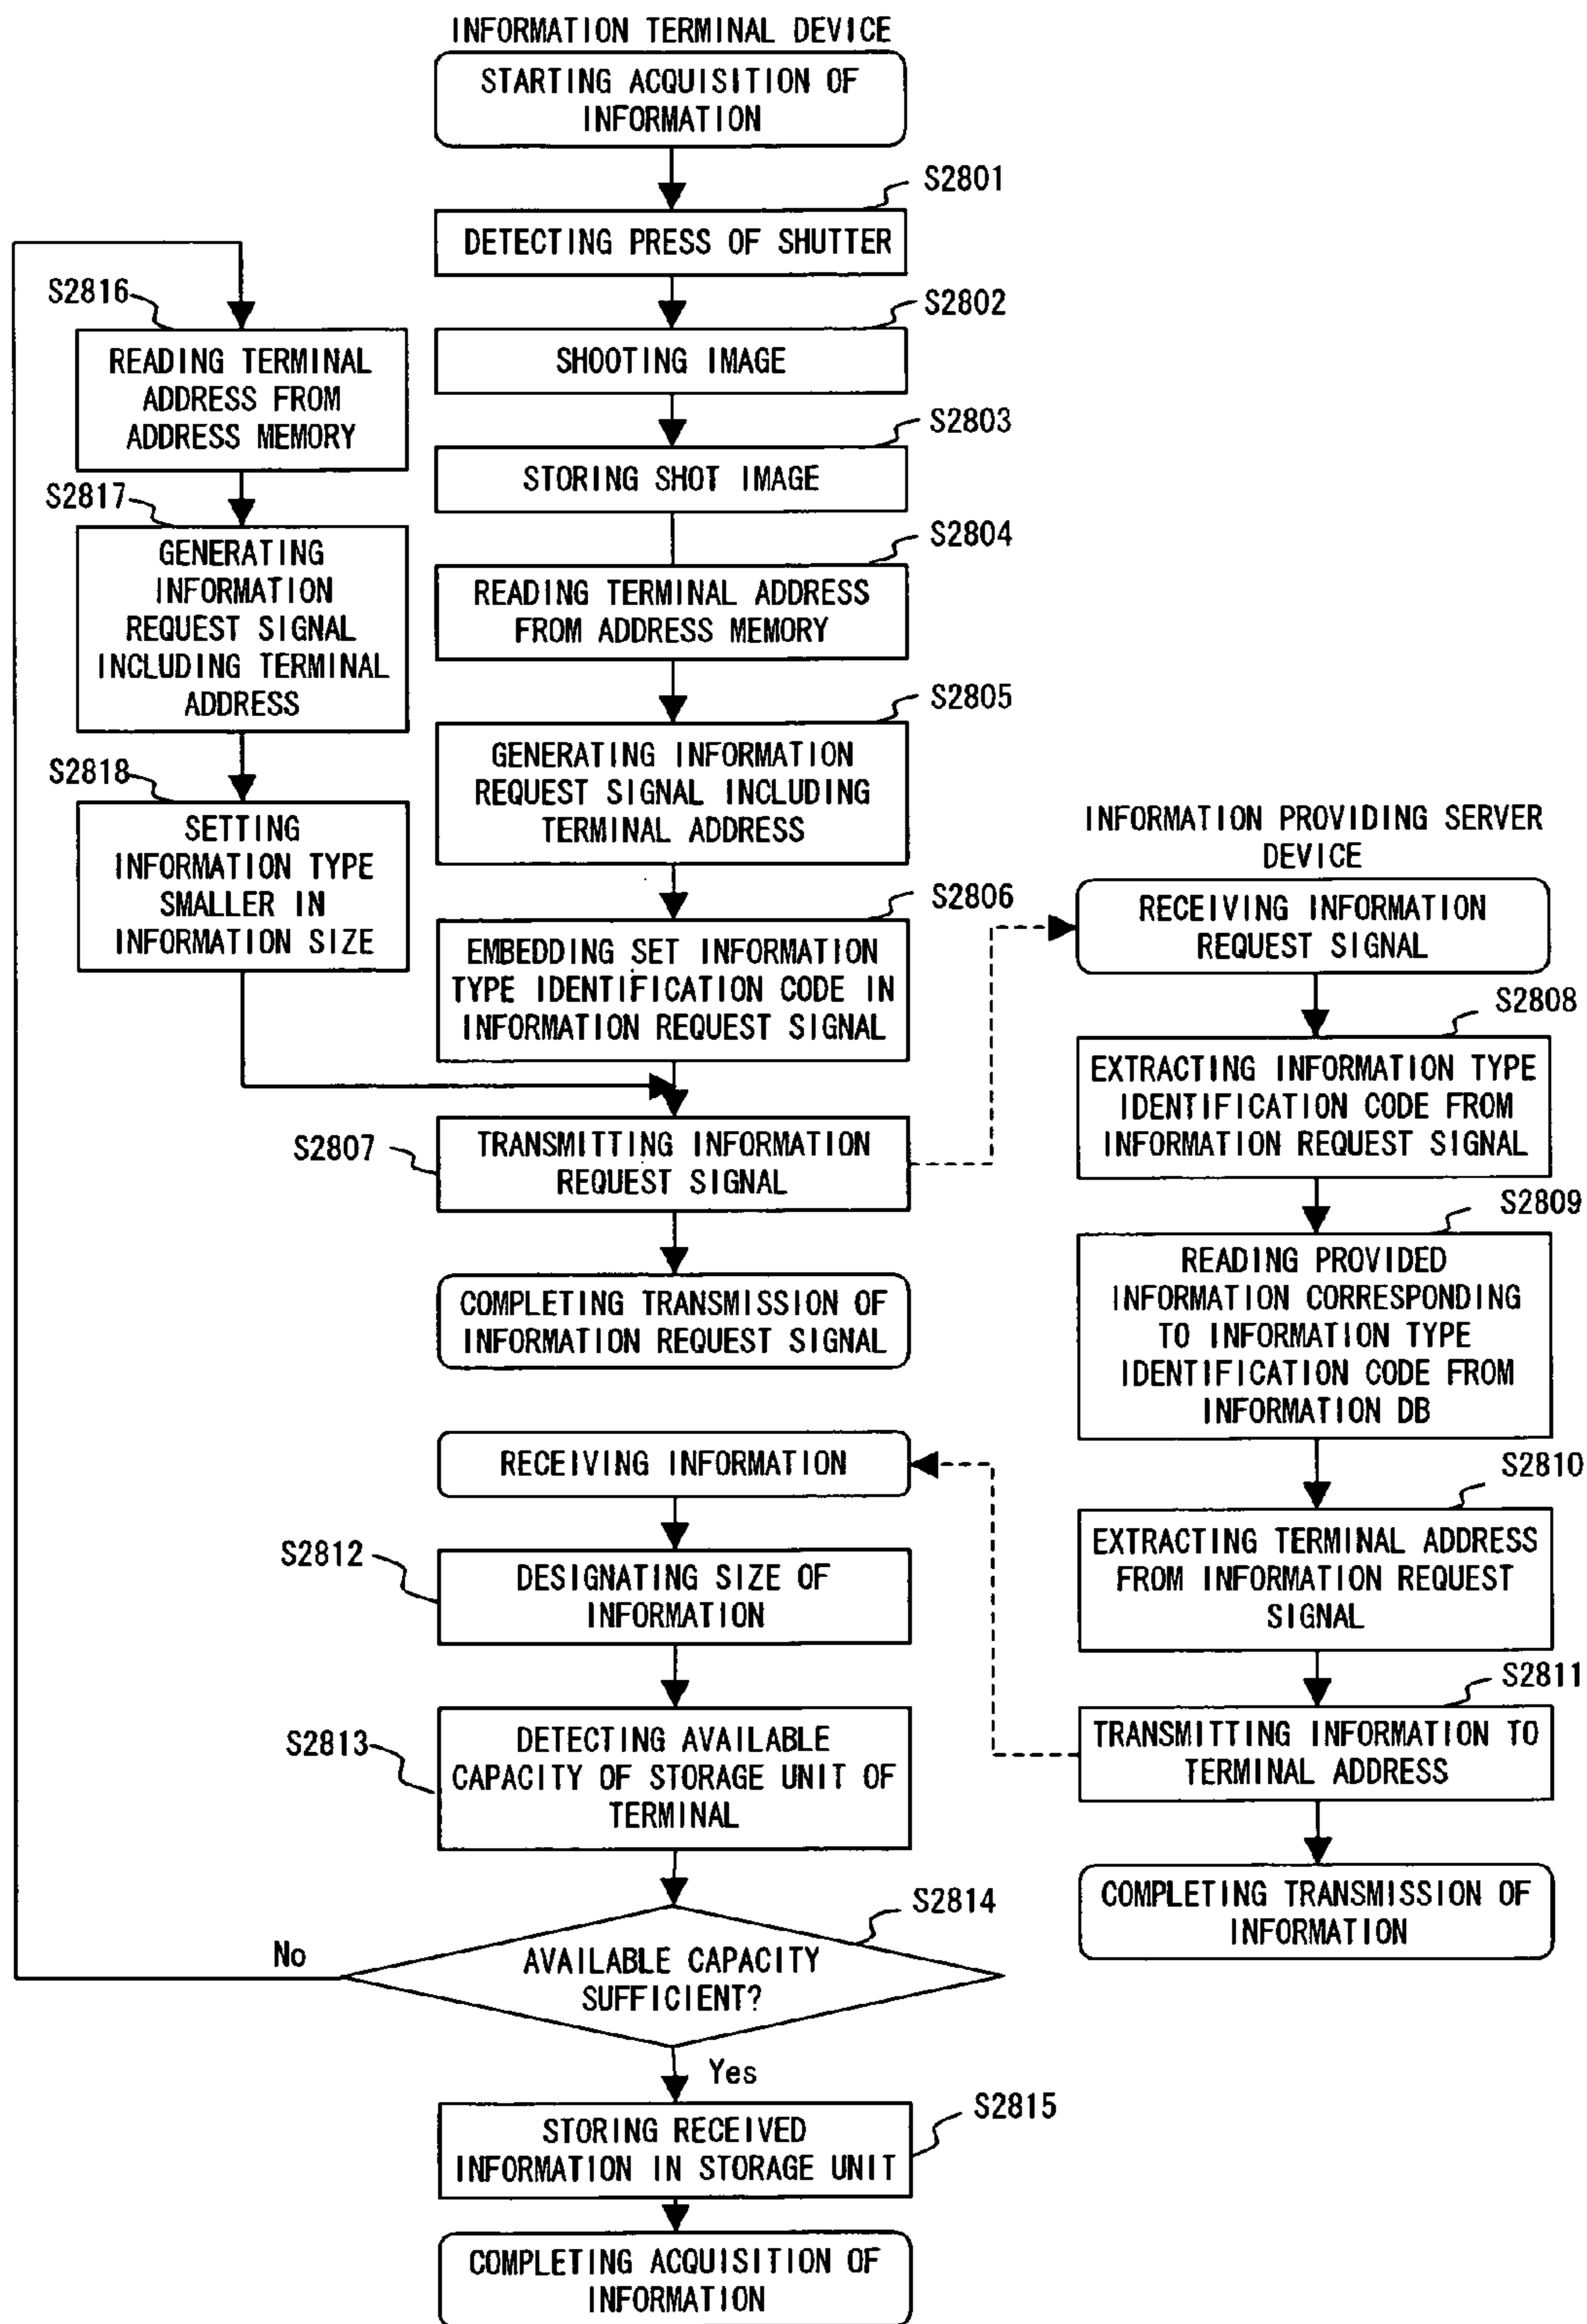 INFORMATION TERMINAL DEVICE
STARTING ACQUISITION OF
INFORMATION
S2801
DETECTING PRESS OF SHUTTER
S2802
SHOOTING IMAGE
S2803
STORING SHOT IMAGE
S2804
READING TERMINAL ADDRESS
FROM ADDRESS MEMORY
S2805
GENERATING INFORMATION
REQUEST SIGNAL INCLUDING
TERMINAL ADDRESS
S2806
EMBEDDING SET INFORMATION
TYPE IDENTIFICATION CODE IN
INFORMATION REQUEST SIGNAL
S2807
TRANSMITTING INFORMATION
REQUEST SIGNAL
COMPLETING TRANSMISSION OF
INFORMATION REQUEST SIGNAL
S2816
READING TERMINAL
ADDRESS FROM
ADDRESS MEMORY
S2817
GENERATING
INFORMATION
REQUEST SIGNAL
INCLUDING TERMINAL
ADDRESS
S2818
SETTING
INFORMATION TYPE
SMALLER IN
INFORMATION SIZE
INFORMATION PROVIDING SERVER
DEVICE
RECEIVING INFORMATION
REQUEST SIGNAL
S2808
EXTRACTING INFORMATION TYPE
IDENTIFICATION CODE FROM
INFORMATION REQUEST SIGNAL
S2809
READING PROVIDED
INFORMATION CORRESPONDING
TO INFORMATION TYPE
IDENTIFICATION CODE FROM
INFORMATION DB
S2810
EXTRACTING TERMINAL ADDRESS
FROM INFORMATION REQUEST
SIGNAL
S2811
TRANSMITTING INFORMATION TO
TERMINAL ADDRESS
COMPLETING TRANSMISSION OF
INFORMATION
RECEIVING INFORMATION
S2812
DESIGNATING SIZE OF
INFORMATION
S2813
DETECTING AVAILABLE
CAPACITY OF STORAGE UNIT OF
TERMINAL
S2814
No
AVAILABLE CAPACITY
SUFFICIENT?
Yes
S2815
STORING RECEIVED
INFORMATION IN STORAGE UNIT
COMPLETING ACQUISITION OF
INFORMATION